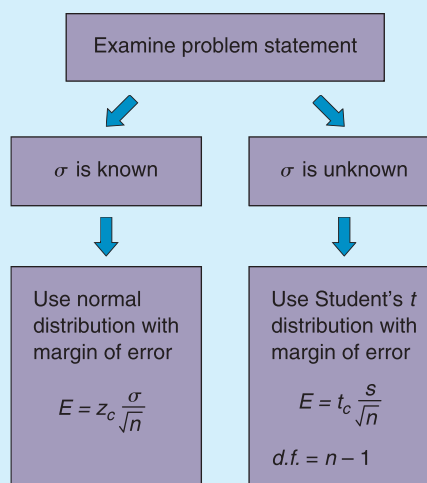 Examine problem statement
σ is known
σ is unknown
Use normal
distribution with
margin of error
E = z_c σ/√n
Use Student's t
distribution with
margin of error
E = t_c s/√n
d.f. = n − 1